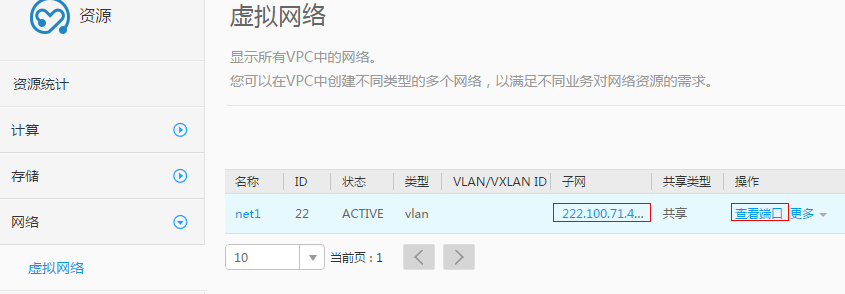 资源
虚拟网络
显示所有VPC中的网络。
您可以在VPC中创建不同类型的多个网络，以满足不同业务对网络资源的需求。
资源统计
计算
存储
网络
虚拟网络
名称 ID 状态 类型 VLAN/VXLAN ID 子网 共享类型 操作
net1 22 ACTIVE vlan 222.100.71.4... 共享 查看端口 更多
10 当前页 : 1